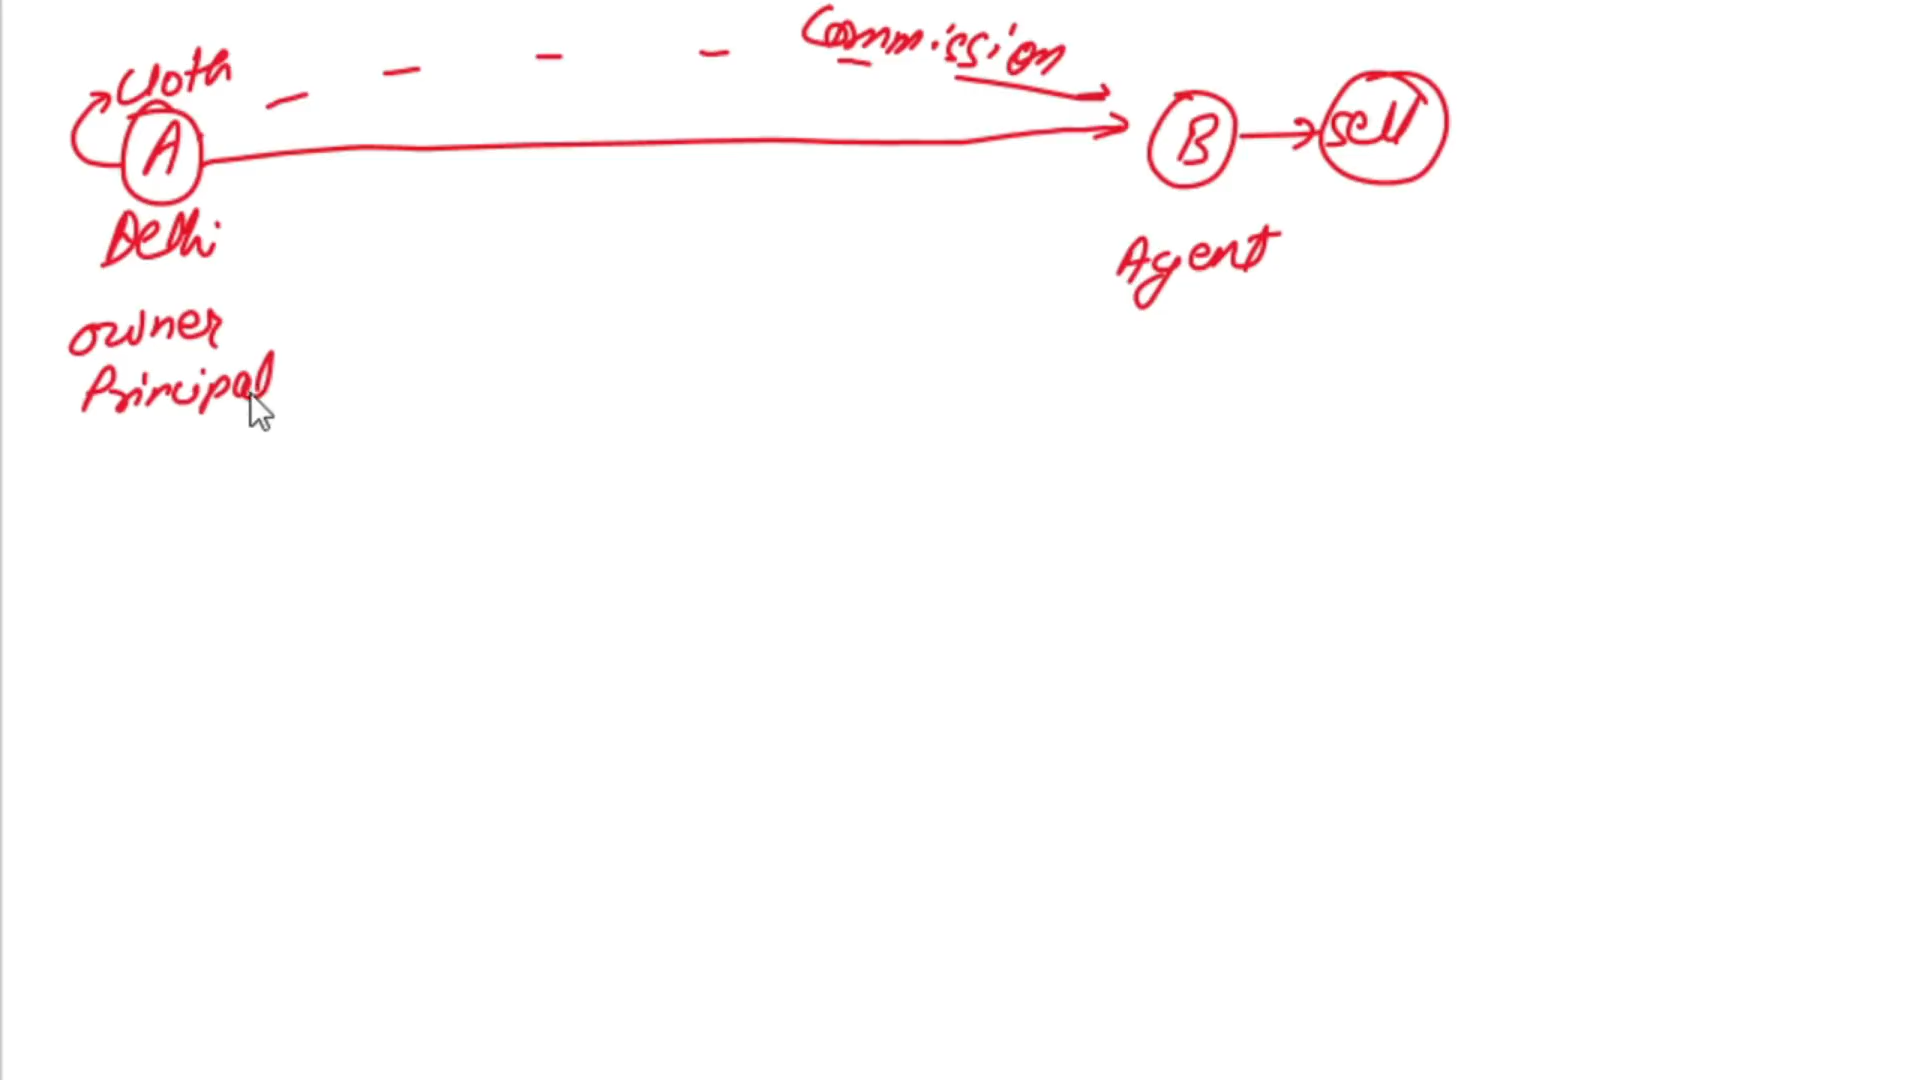 Commission
Cloth
A
B
sell
Delhi
Agent
owner
Principal